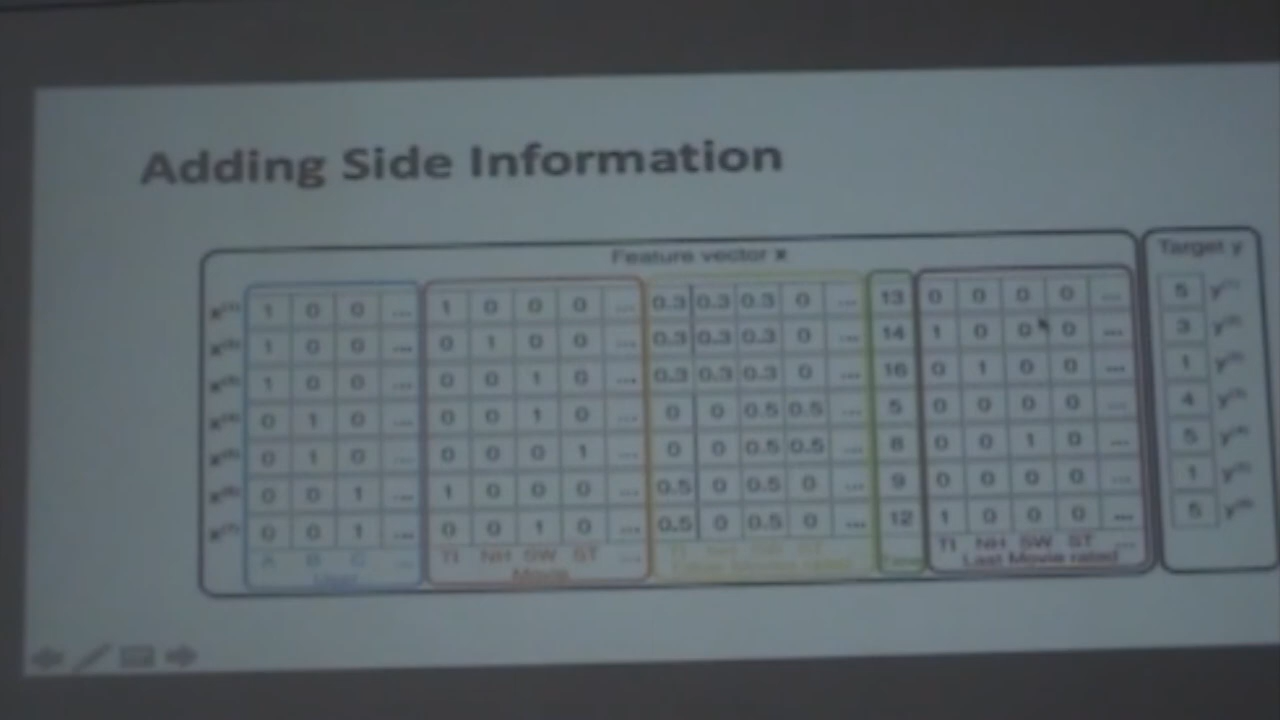 Adding Side Information
Feature vector x
Target y
1 0 0 ... 1 0 0 0 ... 0.3 0.3 0.3 0 ... 13 0 0 0 0 ... 5
1 0 0 ... 0 1 0 0 ... 0.3 0.3 0.3 0 ... 14 1 0 0 0 ... 3
1 0 0 ... 0 0 1 0 ... 0.3 0.3 0.3 0 ... 16 0 1 0 0 ... 1
0 1 0 ... 0 0 1 0 ... 0 0 0.5 0.5 ... 5 0 0 0 0 ... 4
0 1 0 ... 0 0 0 1 ... 0 0 0.5 0.5 ... 8 0 0 1 0 ... 5
0 0 1 ... 1 0 0 0 ... 0.5 0 0.5 0 ... 9 0 0 0 0 ... 1
0 0 1 ... 0 0 1 0 ... 0.5 0 0.5 0 ... 12 1 0 0 0 ... 5
A B C ... TI NH SW ST ... TI NH SW ST ...
User Movie Time Last Movie rated